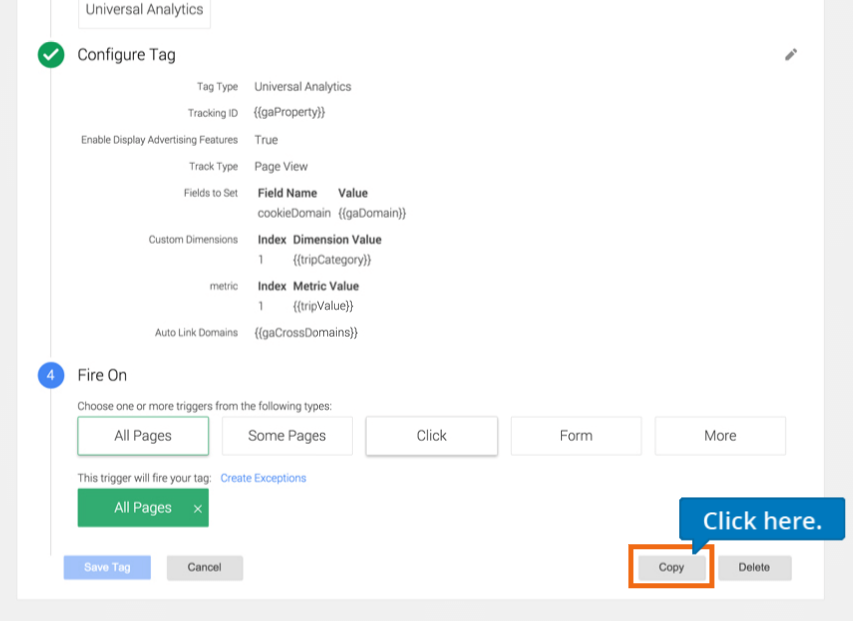 Universal Analytics
Configure Tag
Tag Type Universal Analytics
Tracking ID {{gaProperty}}
Enable Display Advertising Features True
Track Type Page View
Fields to Set Field Name Value
cookieDomain {{gaDomain}}
Custom Dimensions Index Dimension Value
1 {{tripCategory}}
metric Index Metric Value
1 {{tripValue}}
Auto Link Domains {{gaCrossDomains}}
4 Fire On
Choose one or more triggers from the following types:
All Pages Some Pages Click Form More
This trigger will fire your tag: Create Exceptions
All Pages ×
Click here.
Save Tag Cancel Copy Delete